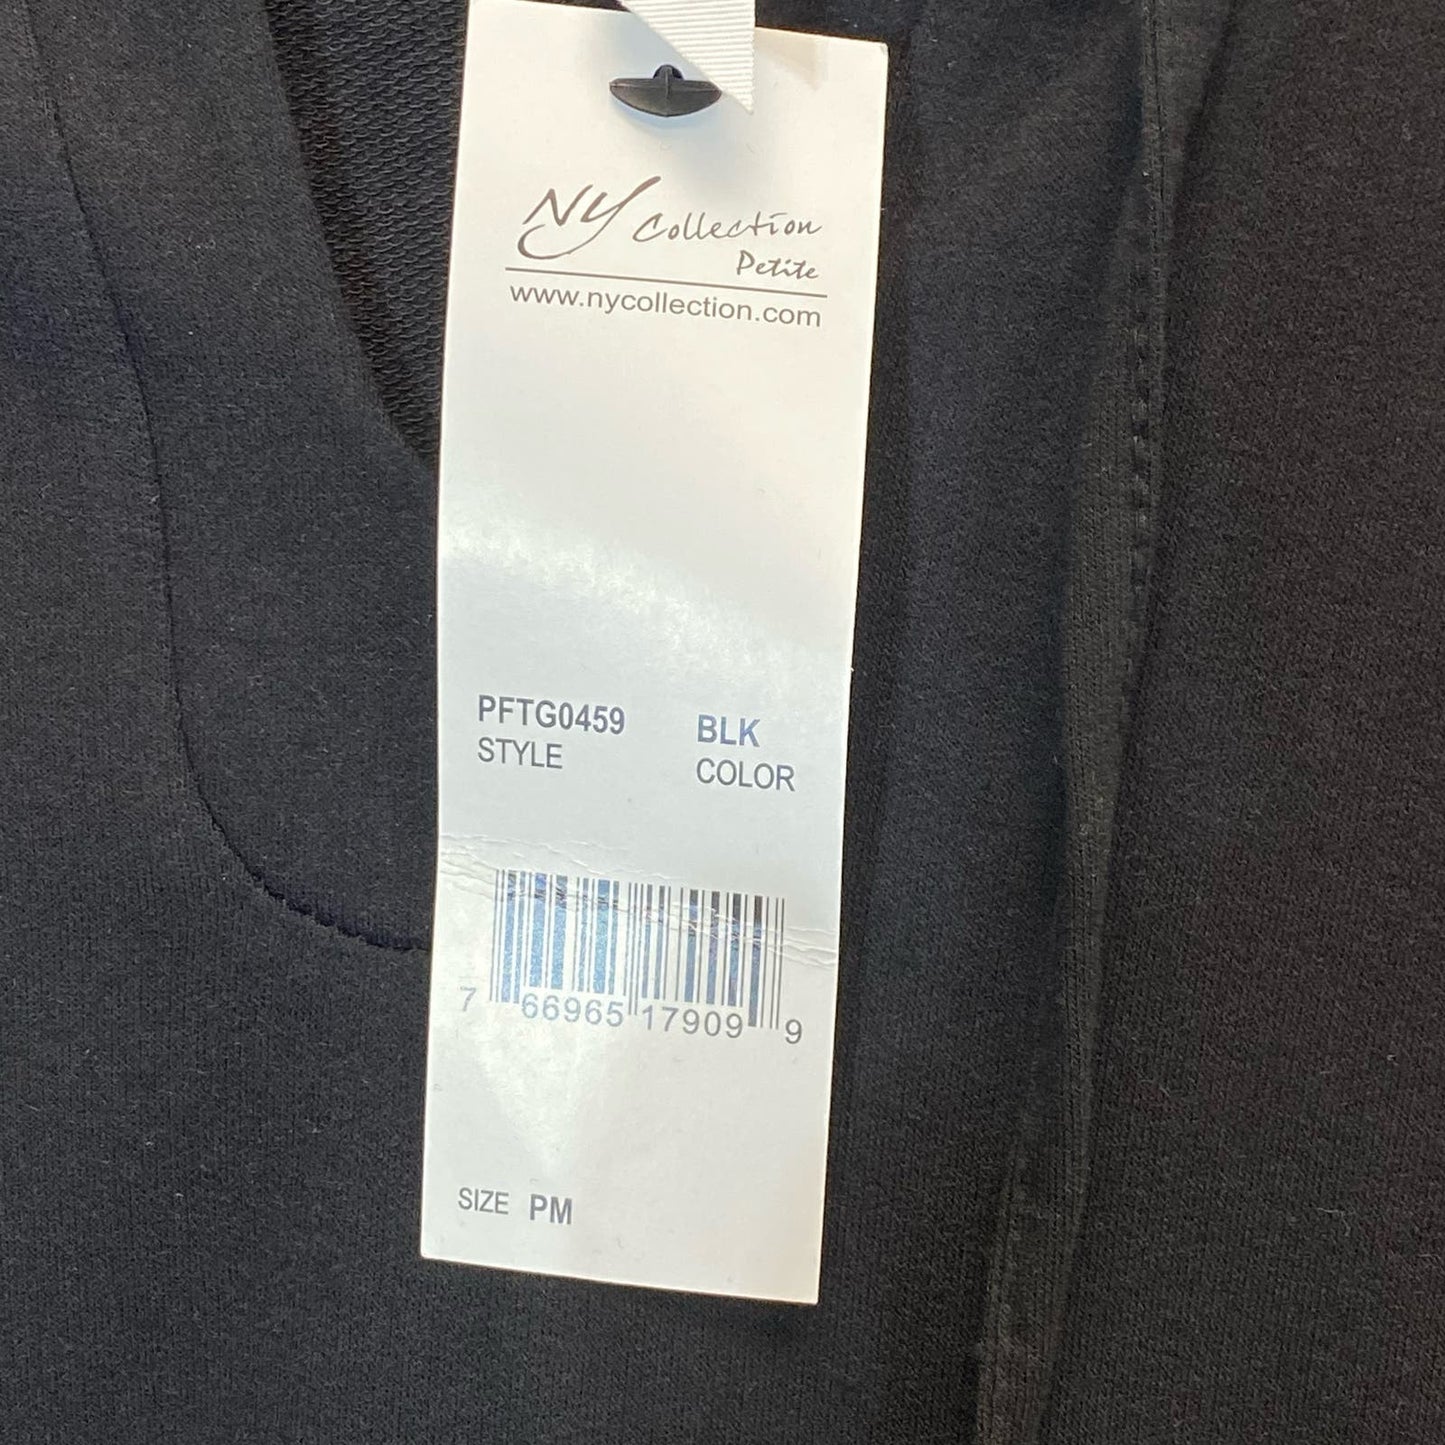 NY Collection
Petite
www.nycollection.com
PFTG0459 BLK
STYLE COLOR
7 66965 17909 9
SIZE PM